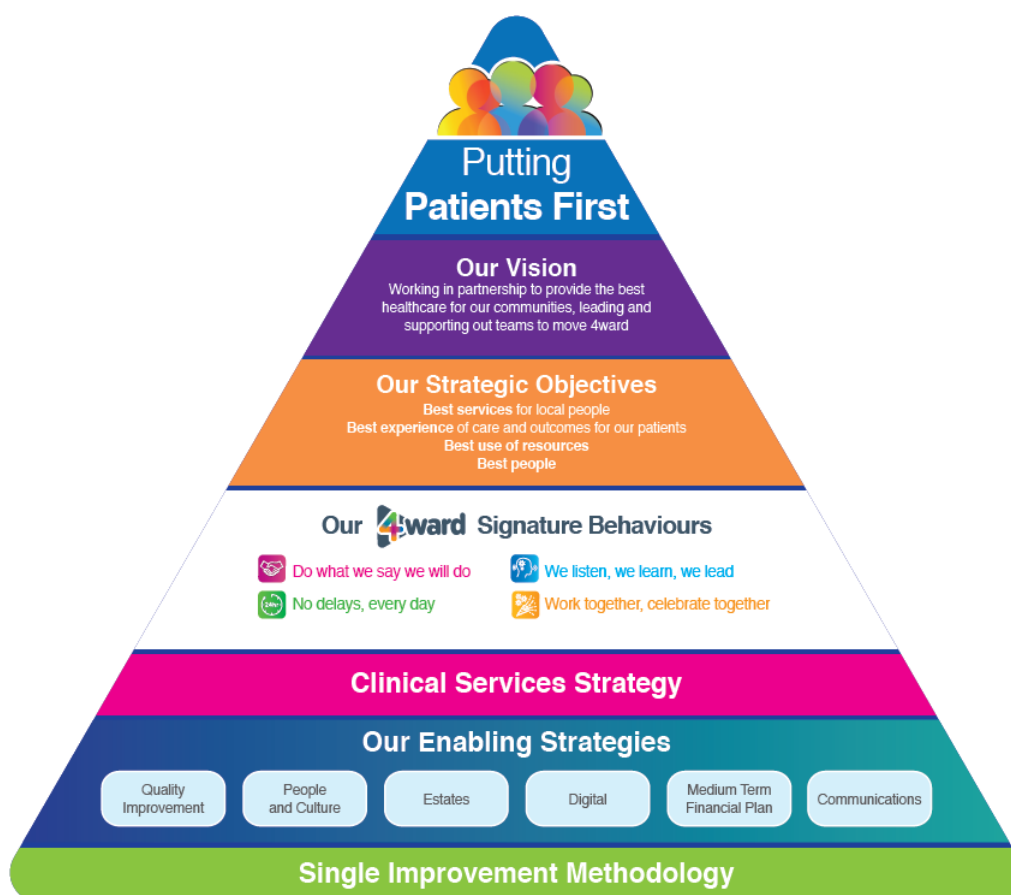 Putting
Patients First
Our Vision
Working in partnership to provide the best
healthcare for our communities, leading and
supporting out teams to move 4ward
Our Strategic Objectives
Best services for local people
Best experience of care and outcomes for our patients
Best use of resources
Best people
Our 4ward Signature Behaviours
Do what we say we will do
We listen, we learn, we lead
24hr
No delays, every day
Work together, celebrate together
Clinical Services Strategy
Our Enabling Strategies
Quality
Improvement
People
and Culture
Estates
Digital
Medium Term
Financial Plan
Communications
Single Improvement Methodology